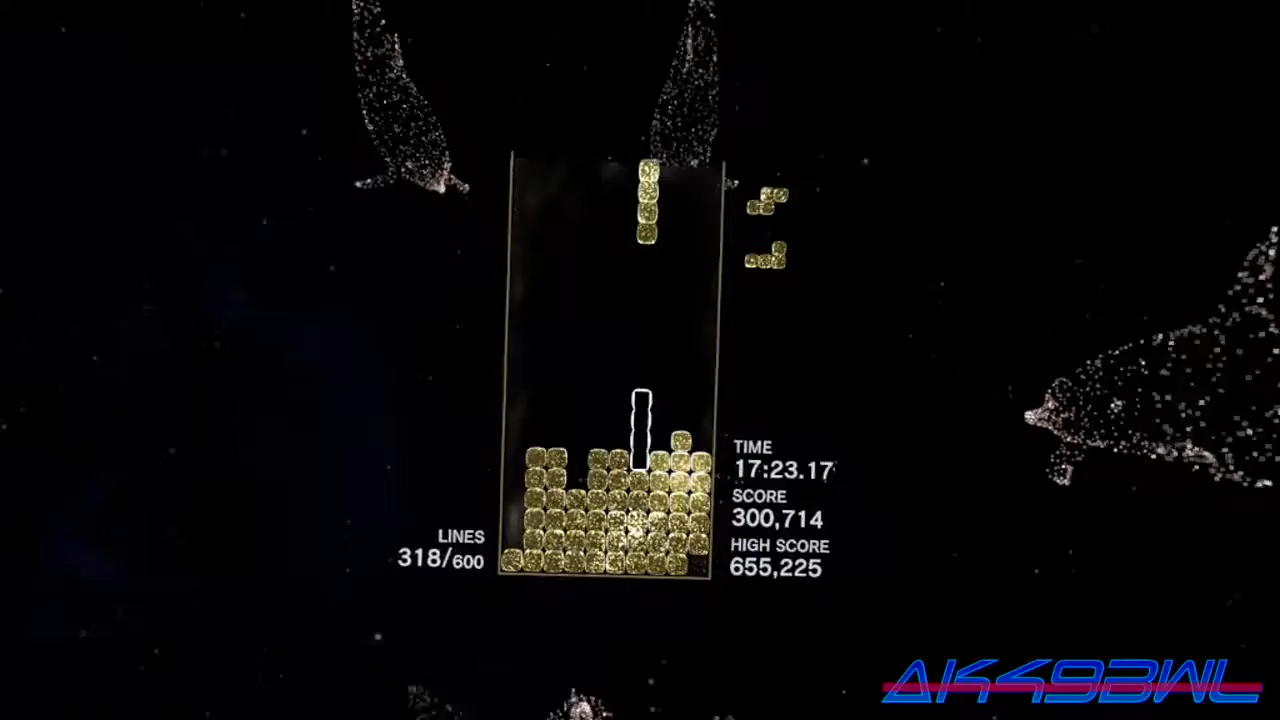 LINES
318/600
TIME
17:23.17
SCORE
300,714
HIGH SCORE
655,225
AK49BWL